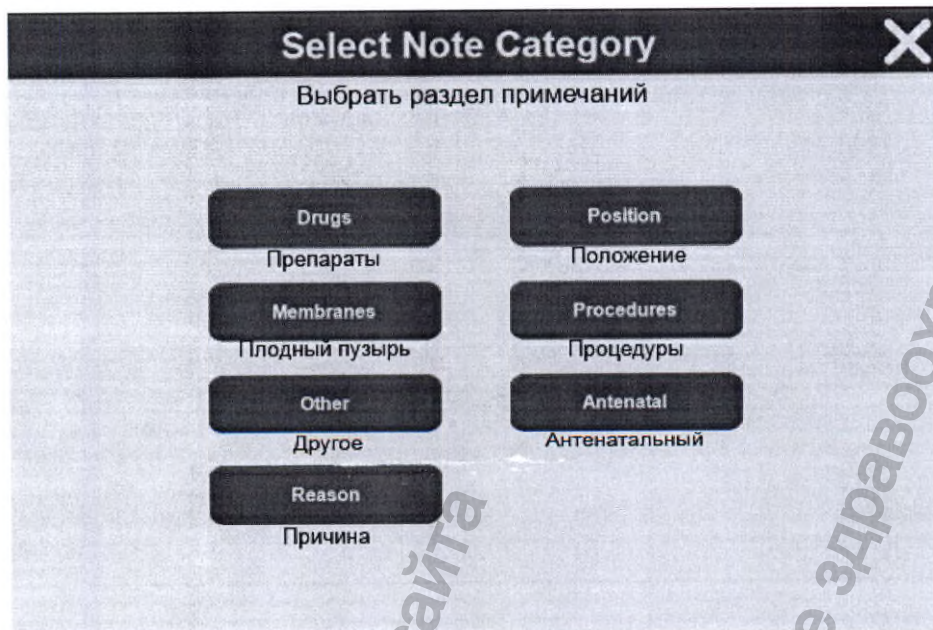 Select Note Category
Выбрать раздел примечаний
Drugs
Препараты
Position
Положение
Membranes
Плодный пузырь
Procedures
Процедуры
Other
Другое
Antenatal
Антенатальный
Reason
Причина
сайта